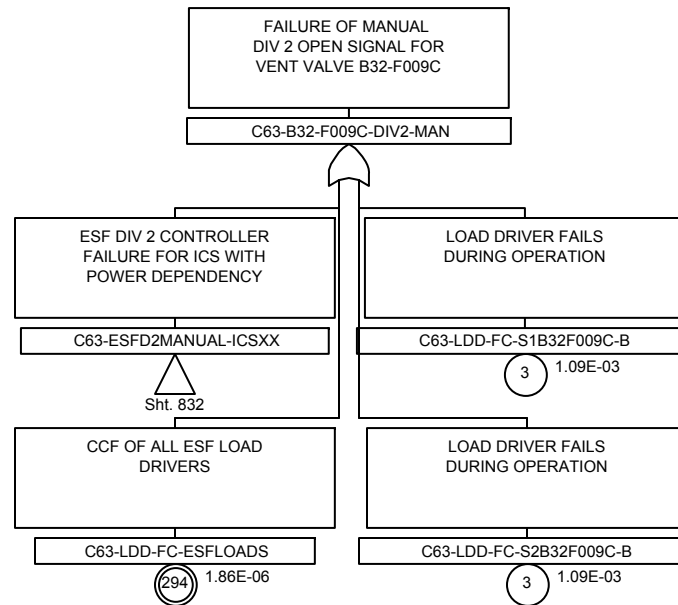 FAILURE OF MANUAL
DIV 2 OPEN SIGNAL FOR
VENT VALVE B32-F009C
C63-B32-F009C-DIV2-MAN
ESF DIV 2 CONTROLLER
FAILURE FOR ICS WITH
POWER DEPENDENCY
C63-ESFD2MANUAL-ICSXX
Sht. 832
LOAD DRIVER FAILS
DURING OPERATION
C63-LDD-FC-S1B32F009C-B
3 1.09E-03
CCF OF ALL ESF LOAD
DRIVERS
C63-LDD-FC-ESFLOADS
294 1.86E-06
LOAD DRIVER FAILS
DURING OPERATION
C63-LDD-FC-S2B32F009C-B
3 1.09E-03